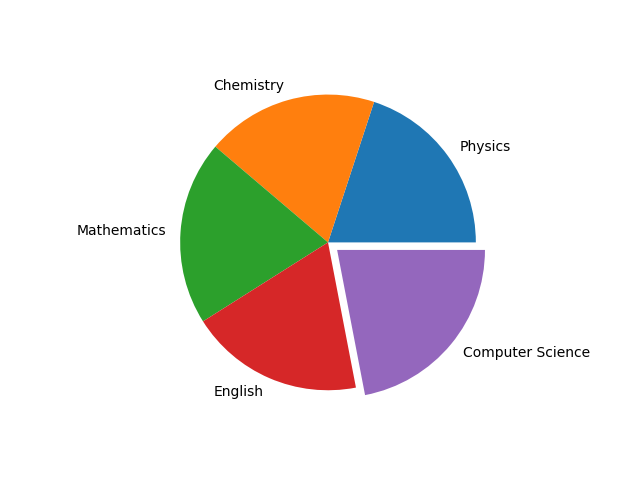 Chemistry
Physics
Mathematics
Computer Science
English